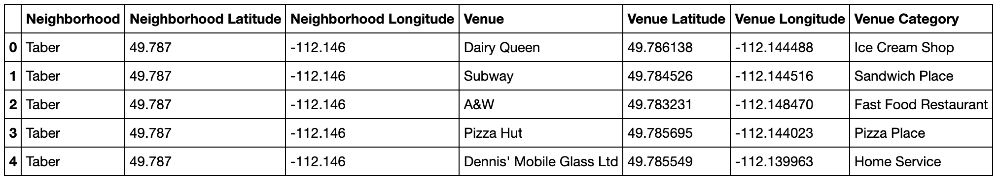 Neighborhood Neighborhood Latitude Neighborhood Longitude Venue Venue Latitude Venue Longitude Venue Category
0 Taber 49.787 -112.146 Dairy Queen 49.786138 -112.144488 Ice Cream Shop
1 Taber 49.787 -112.146 Subway 49.784526 -112.144516 Sandwich Place
2 Taber 49.787 -112.146 A&W 49.783231 -112.148470 Fast Food Restaurant
3 Taber 49.787 -112.146 Pizza Hut 49.785695 -112.144023 Pizza Place
4 Taber 49.787 -112.146 Dennis' Mobile Glass Ltd 49.785549 -112.139963 Home Service